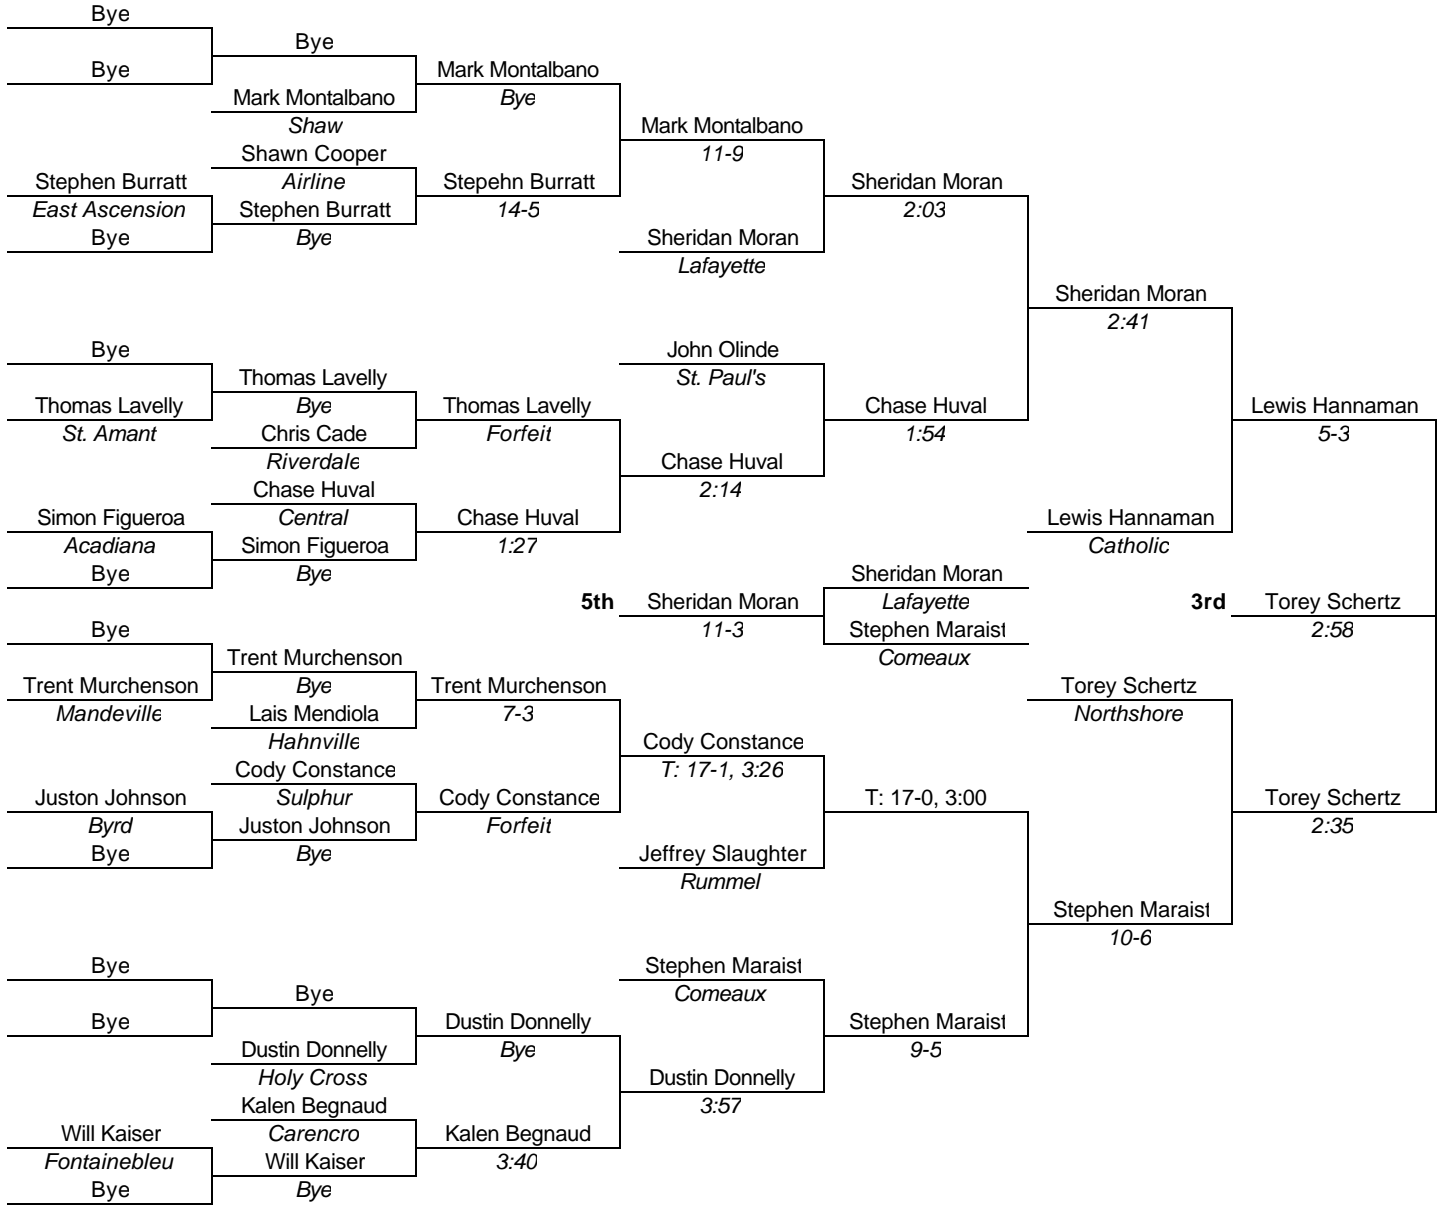 Bye
Bye
Bye
Mark Montalbano
Bye
Mark Montalbano
Shaw
Mark Montalbano
11-9
Shawn Cooper
Airline
Stephen Burratt
East Ascension
Stephen Burratt
Bye
Bye
Stepehn Burratt
14-5
Sheridan Moran
2:03
Sheridan Moran
Lafayette
Sheridan Moran
2:41
Bye
Thomas Lavelly
Bye
Thomas Lavelly
St. Amant
Chris Cade
Riverdale
Thomas Lavelly
Forfeit
John Olinde
St. Paul's
Chase Huval
1:54
Lewis Hannaman
5-3
Chase Huval
2:14
Chase Huval
Central
Simon Figueroa
Acadiana
Simon Figueroa
Bye
Bye
Chase Huval
1:27
Lewis Hannaman
Catholic
5th
Sheridan Moran
11-3
Sheridan Moran
Lafayette
Stephen Maraist
Comeaux
3rd
Torey Schertz
2:58
Bye
Trent Murchenson
Bye
Trent Murchenson
Mandeville
Lais Mendiola
Hahnville
Trent Murchenson
7-3
Torey Schertz
Northshore
Cody Constance
T: 17-1, 3:26
Cody Constance
Sulphur
Juston Johnson
Byrd
Juston Johnson
Bye
Bye
Cody Constance
Forfeit
T: 17-0, 3:00
Torey Schertz
2:35
Jeffrey Slaughter
Rummel
Stephen Maraist
10-6
Bye
Bye
Bye
Stephen Maraist
Comeaux
Dustin Donnelly
Bye
Stephen Maraist
9-5
Dustin Donnelly
Holy Cross
Dustin Donnelly
3:57
Kalen Begnaud
Carencro
Will Kaiser
Fontainebleu
Will Kaiser
Bye
Bye
Kalen Begnaud
3:40